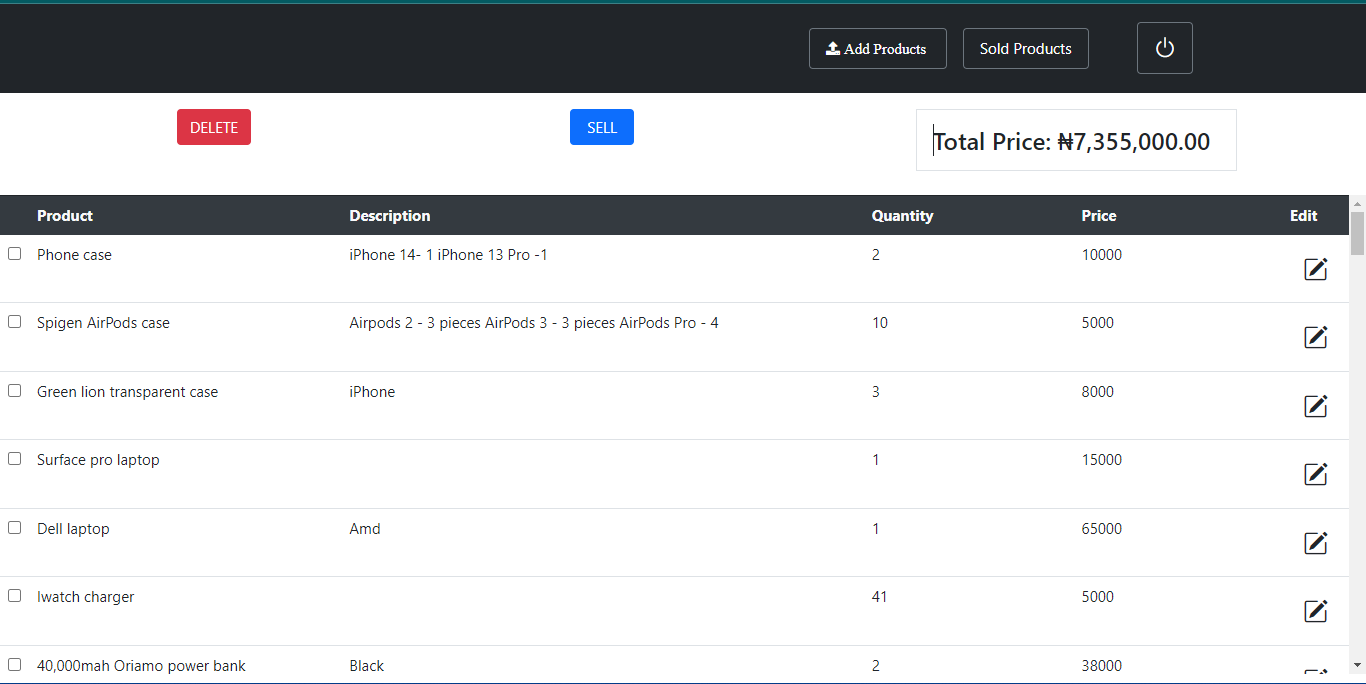 Add Products Sold Products
DELETE SELL Total Price: ₦7,355,000.00
Product Description Quantity Price Edit
Phone case iPhone 14- 1 iPhone 13 Pro -1 2 10000
Spigen AirPods case Airpods 2 - 3 pieces AirPods 3 - 3 pieces AirPods Pro - 4 10 5000
Green lion transparent case iPhone 3 8000
Surface pro laptop 1 15000
Dell laptop Amd 1 65000
Iwatch charger 41 5000
40,000mah Oriamo power bank Black 2 38000